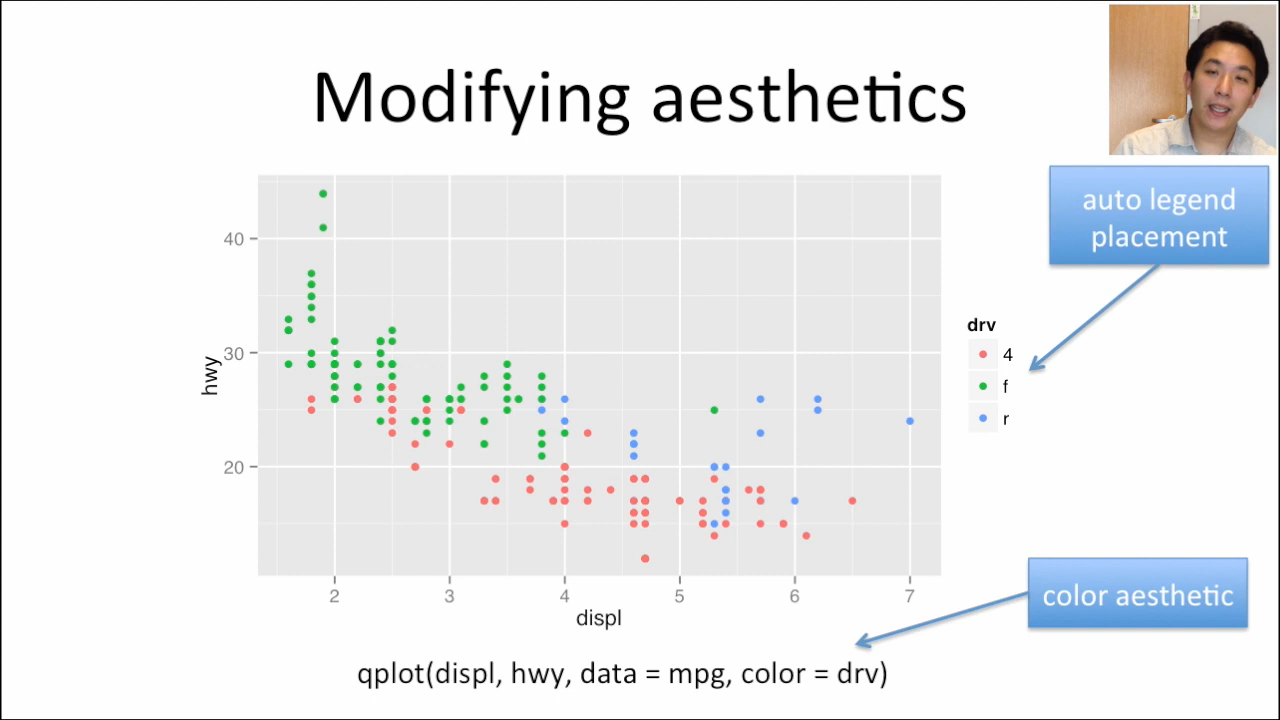 Modifying aesthetics
auto legend
placement
40
30
20
hwy
2 3 4 5 6 7
displ
drv
4
f
r
color aesthetic
qplot(displ, hwy, data = mpg, color = drv)